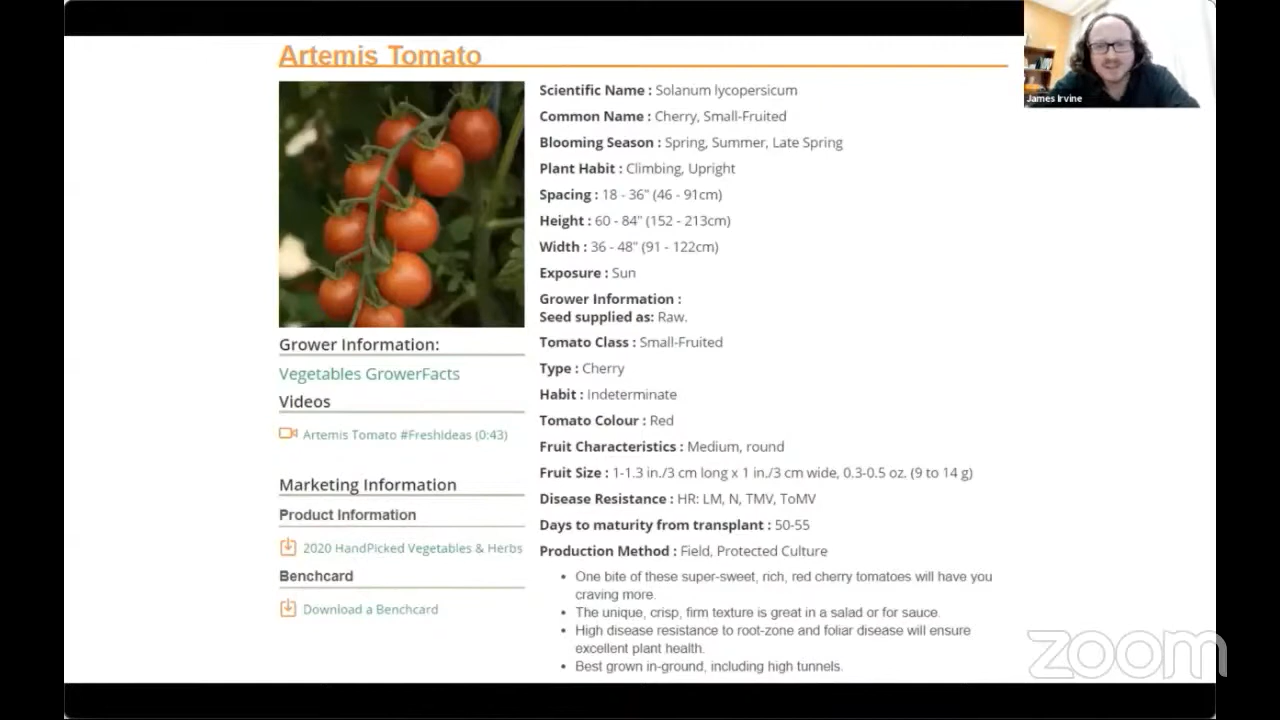 Artemis Tomato
James Irvine
Scientific Name : Solanum lycopersicum
Common Name : Cherry, Small-Fruited
Blooming Season : Spring, Summer, Late Spring
Plant Habit : Climbing, Upright
Spacing : 18 - 36" (46 - 91cm)
Height : 60 - 84" (152 - 213cm)
Width : 36 - 48" (91 - 122cm)
Exposure : Sun
Grower Information :
Seed supplied as: Raw.
Tomato Class : Small-Fruited
Type : Cherry
Habit : Indeterminate
Tomato Colour : Red
Fruit Characteristics : Medium, round
Fruit Size : 1-1.3 in./3 cm long x 1 in./3 cm wide, 0.3-0.5 oz. (9 to 14 g)
Disease Resistance : HR: LM, N, TMV, ToMV
Days to maturity from transplant : 50-55
Production Method : Field, Protected Culture
• One bite of these super-sweet, rich, red cherry tomatoes will have you
craving more.
• The unique, crisp, firm texture is great in a salad or for sauce.
• High disease resistance to root-zone and foliar disease will ensure
excellent plant health.
• Best grown in-ground, including high tunnels.
Grower Information:
Vegetables GrowerFacts
Videos
Artemis Tomato #FreshIdeas (0:43)
Marketing Information
Product Information
2020 HandPicked Vegetables & Herbs
Benchcard
Download a Benchcard
zoom